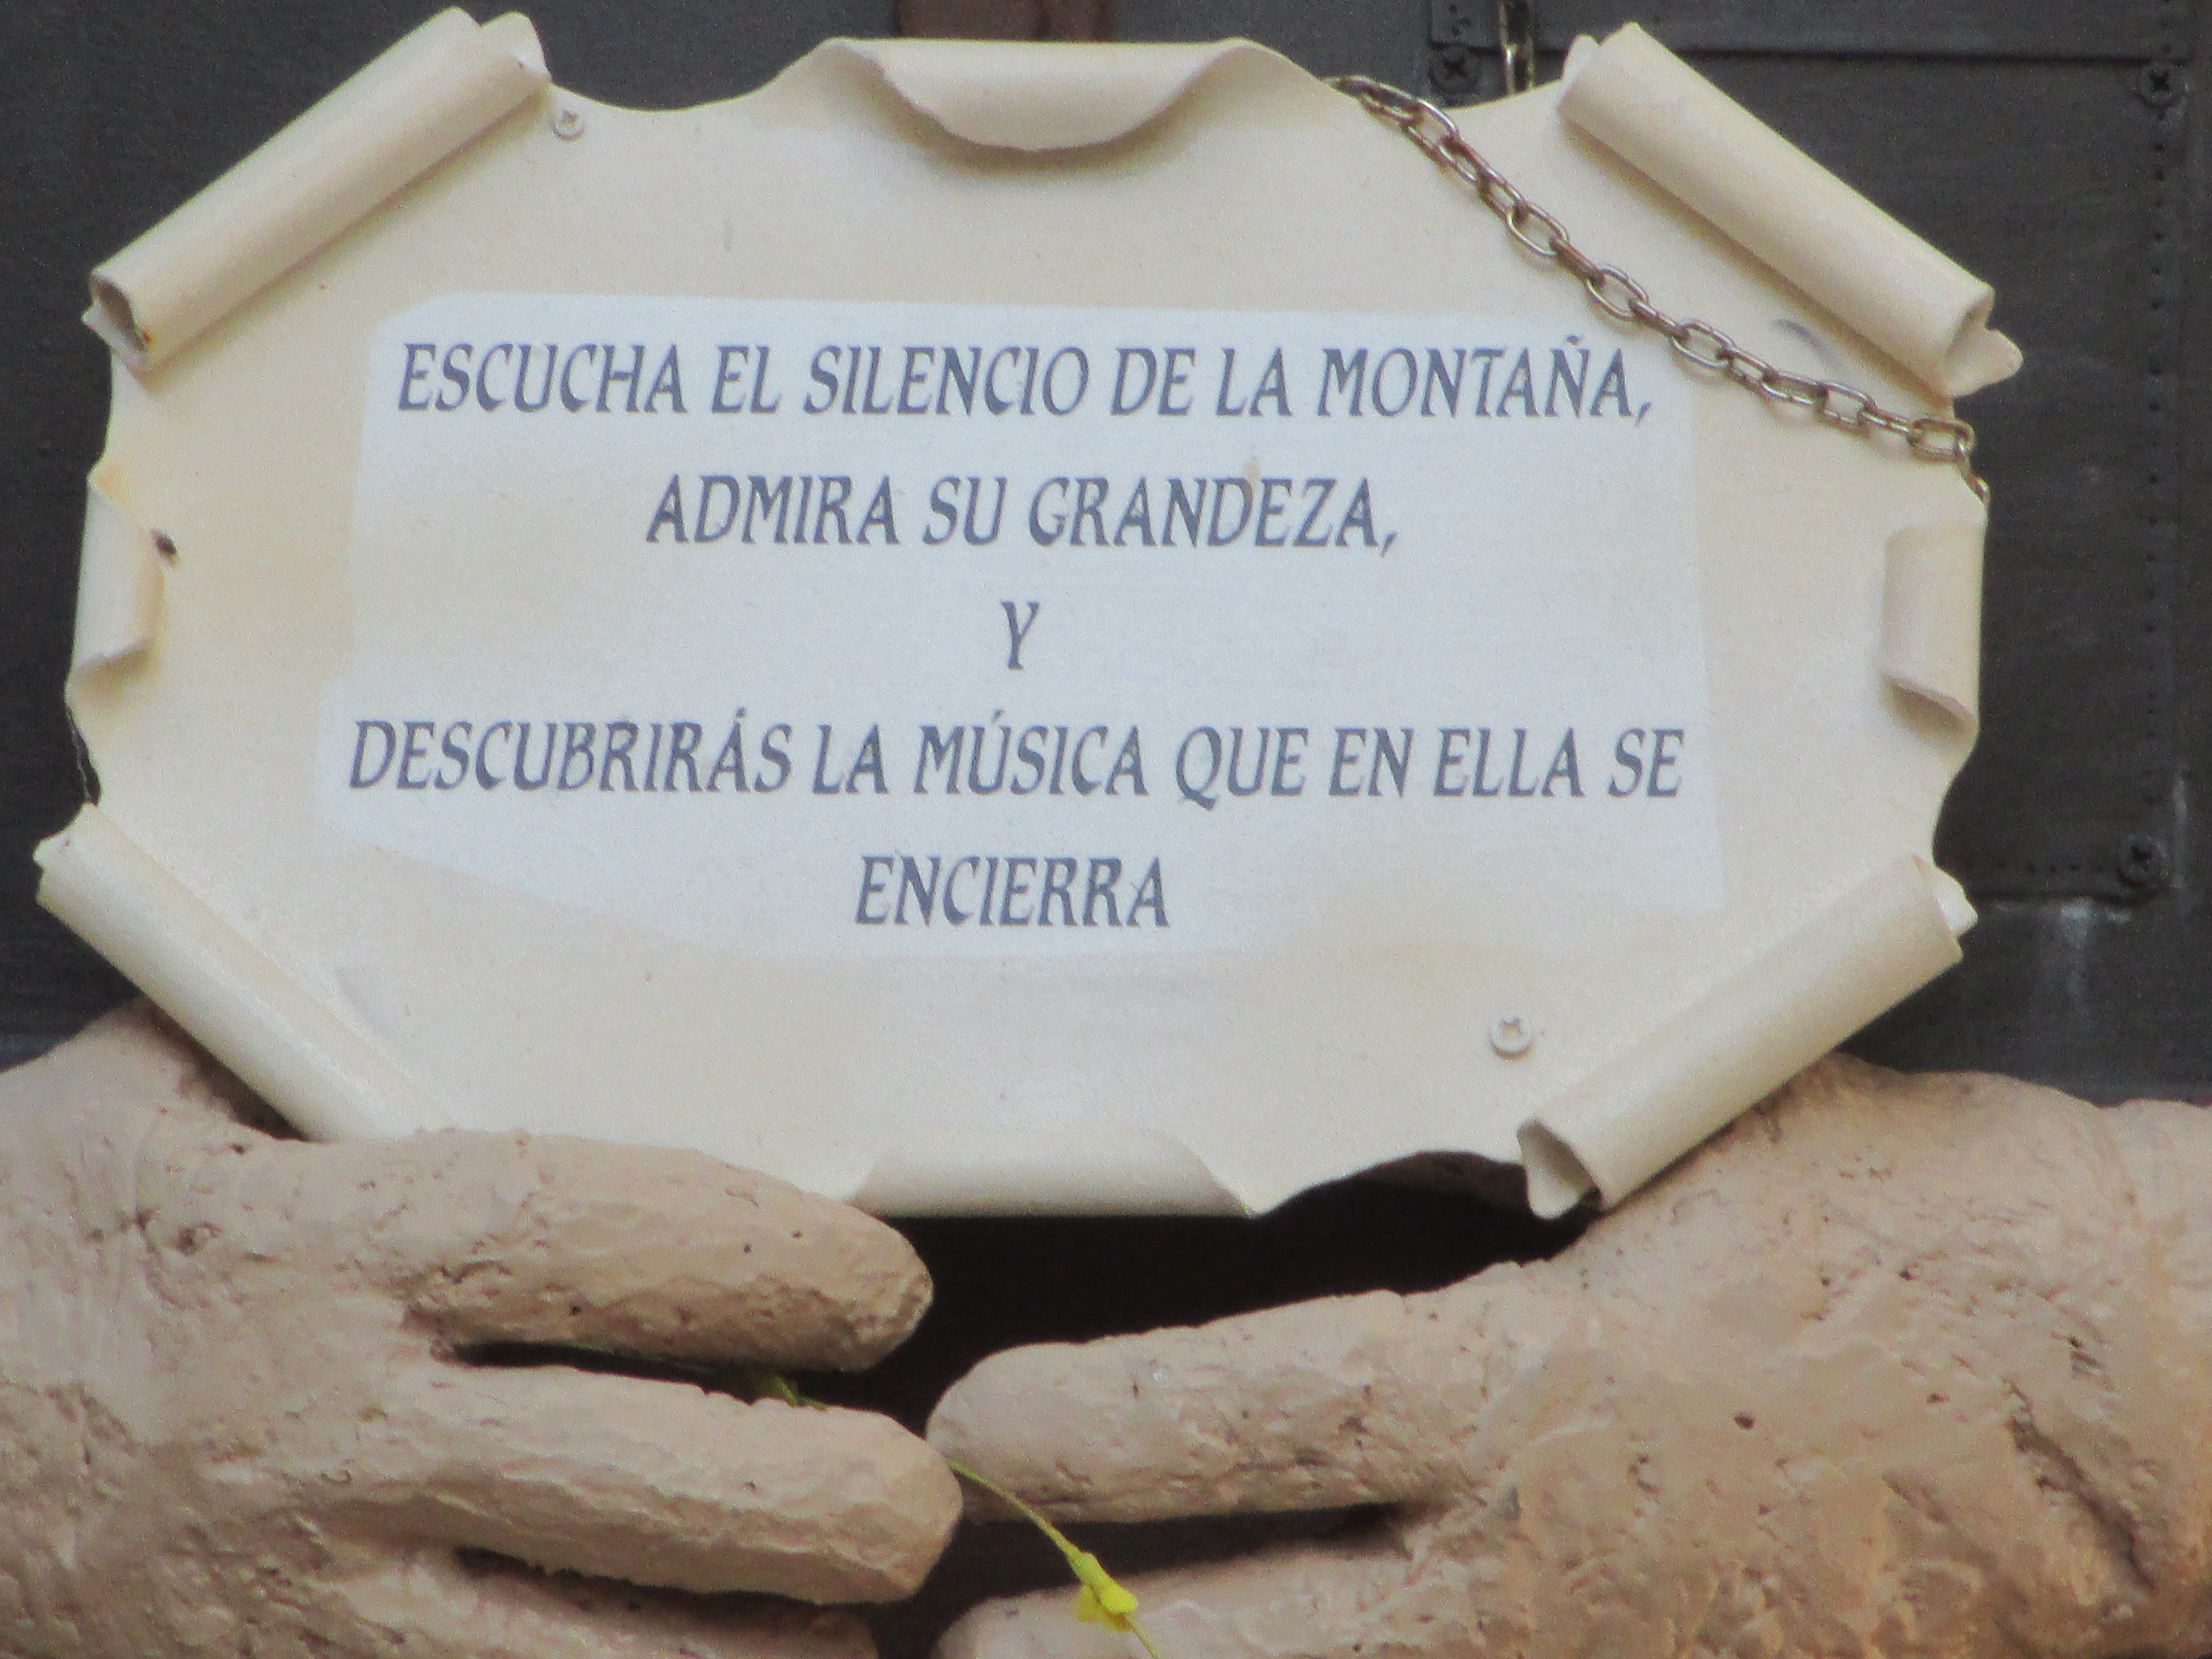 ESCUCHA EL SILENCIO DE LA MONTAÑA,
ADMIRA SU GRANDEZA,
Y
DESCUBRIRÁS LA MÚSICA QUE EN ELLA SE
ENCIERRA